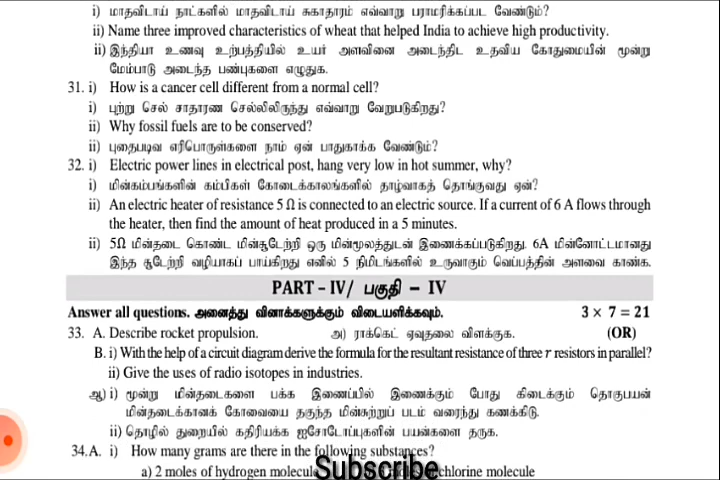 i) மாதவிடாய் நாட்களில் மாதவிடாய் சுகாதாரம் எவ்வாறு பராமரிக்கப்பட வேண்டும்?
ii) Name three improved characteristics of wheat that helped India to achieve high productivity.
ii) இந்தியா உணவு உற்பத்தியில் உயர் அளவினை அடைந்திட உதவிய கோதுமையின் மூன்று
மேம்பாடு அடைந்த பண்புகளை எழுதுக.
31. i) How is a cancer cell different from a normal cell?
i) புற்று செல் சாதாரண செல்லிலிருந்து எவ்வாறு வேறுபடுகிறது?
ii) Why fossil fuels are to be conserved?
ii) புதைபடிவ எரிபொருள்களை நாம் ஏன் பாதுகாக்க வேண்டும்?
32. i) Electric power lines in electrical post, hang very low in hot summer, why?
i) மின்கம்பங்களின் கம்பிகள் கோடைக்காலங்களில் தாழ்வாகத் தொங்குவது ஏன்?
ii) An electric heater of resistance 5 Ω is connected to an electric source. If a current of 6 A flows through
the heater, then find the amount of heat produced in a 5 minutes.
ii) 5Ω மின்தடை கொண்ட மின்சூடேற்றி ஒரு மின்மூலத்துடன் இணைக்கப்படுகிறது. 6A மின்னோட்டமானது
இந்த சூடேற்றி வழியாகப் பாய்கிறது எனில் 5 நிமிடங்களில் உருவாகும் வெப்பத்தின் அளவை காண்க.
PART - IV/ பகுதி – IV
Answer all questions. அனைத்து வினாக்களுக்கும் விடையளிக்கவும். 3 × 7 = 21
33. A. Describe rocket propulsion. அ) ராக்கெட் ஏவுதலை விளக்குக. (OR)
B. i) With the help of a circuit diagram derive the formula for the resultant resistance of three r resistors in parallel?
ii) Give the uses of radio isotopes in industries.
ஆ) i) மூன்று மின்தடைகளை பக்க இணைப்பில் இணைக்கும் போது கிடைக்கும் தொகுபயன்
மின்தடைக்கானக் கோவையை தகுந்த மின்சுற்றுப் படம் வரைந்து கணக்கிடு.
ii) தொழில் துறையில் கதிரியக்க ஐசோடோப்புகளின் பயன்களை தருக.
34.A. i) How many grams are there in the following substances?
a) 2 moles of hydrogen molecule Subscribe chlorine molecule